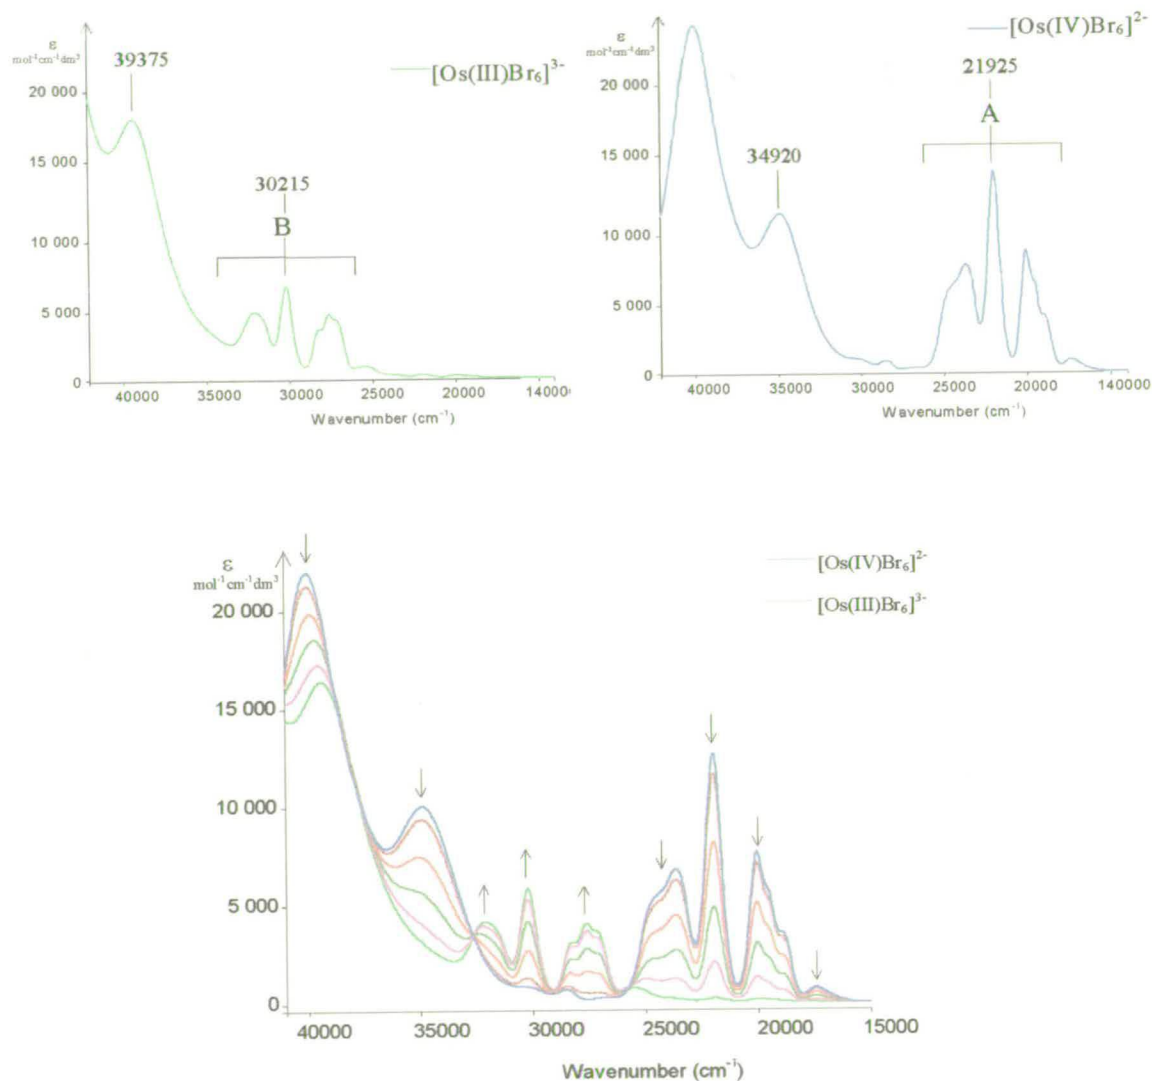 ε
mol⁻¹cm⁻¹dm³
39375
[Os(III)Br₆]³⁻
20 000
15 000
30215
B
10 000
5 000
0
40000 35000 30000 25000 20000 14000
Wavenumber (cm⁻¹)
ε
mol⁻¹cm⁻¹dm³
[Os(IV)Br₆]²⁻
21925
A
20 000
34920
15 000
10 000
5 000
0
40000 35000 30000 25000 20000 140000
Wavenumber (cm⁻¹)
ε
mol⁻¹cm⁻¹dm³
[Os(IV)Br₆]²⁻
[Os(III)Br₆]³⁻
20 000
15 000
10 000
5 000
0
40000 35000 30000 25000 20000 15000
Wavenumber (cm⁻¹)